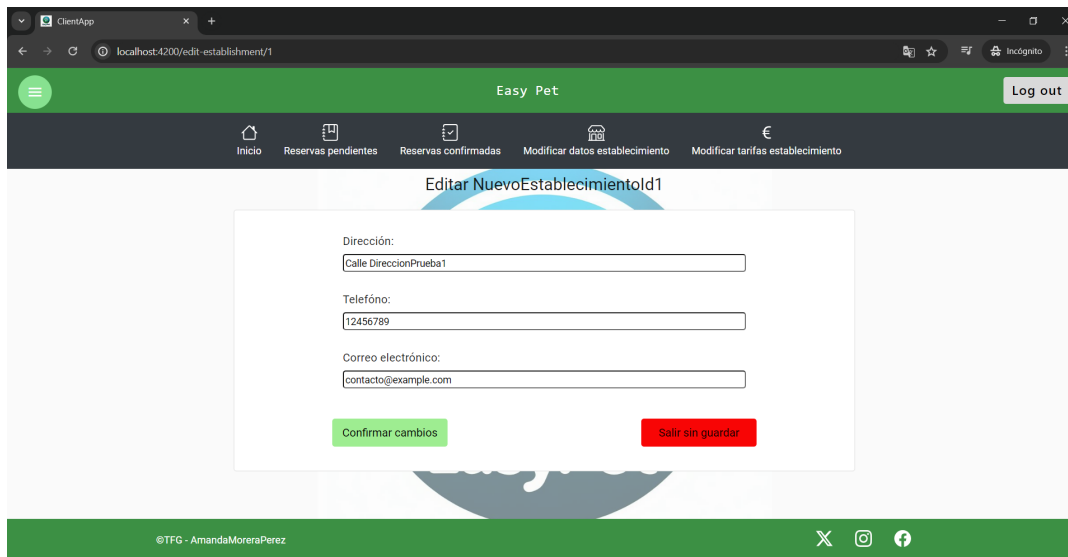 ClientApp
localhost:4200/edit-establishment/1
Incógnito
Easy Pet
Log out
Inicio
Reservas pendientes
Reservas confirmadas
Modificar datos establecimiento
€
Modificar tarifas establecimiento
Editar NuevoEstablecimientoId1
Dirección:
Calle DireccionPrueba1
Telefóno:
12456789
Correo electrónico:
contacto@example.com
Confirmar cambios
Salir sin guardar
©TFG - AmandaMoreraPerez